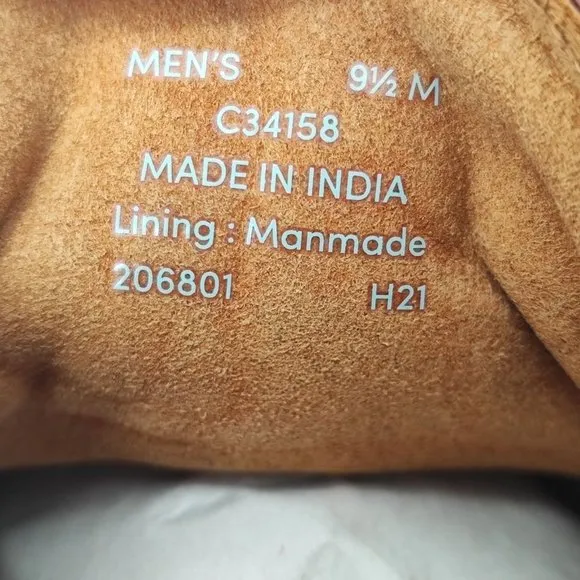 MEN'S 9½ M
C34158
MADE IN INDIA
Lining : Manmade
206801 H21